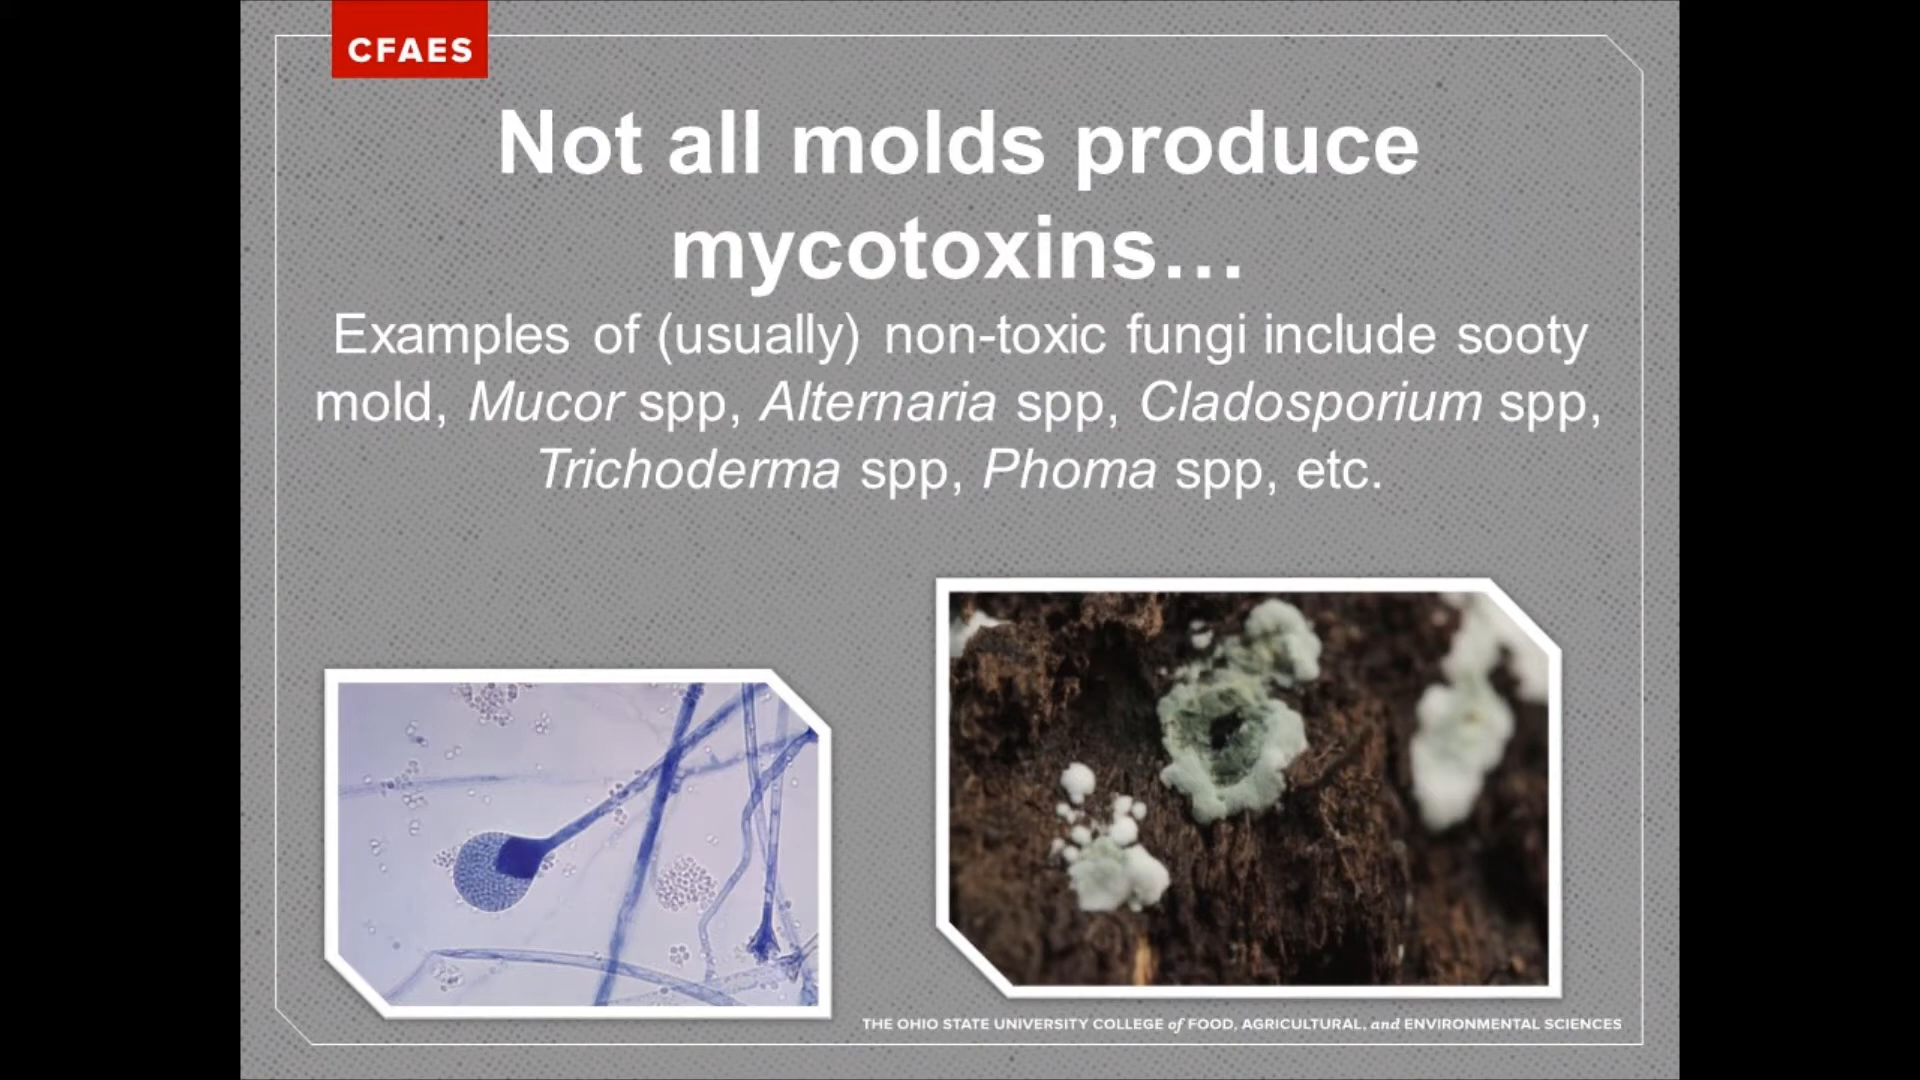 CFAES
Not all molds produce
mycotoxins…
Examples of (usually) non-toxic fungi include sooty
mold, Mucor spp, Alternaria spp, Cladosporium spp,
Trichoderma spp, Phoma spp, etc.
THE OHIO STATE UNIVERSITY COLLEGE of FOOD, AGRICULTURAL, and ENVIRONMENTAL SCIENCES